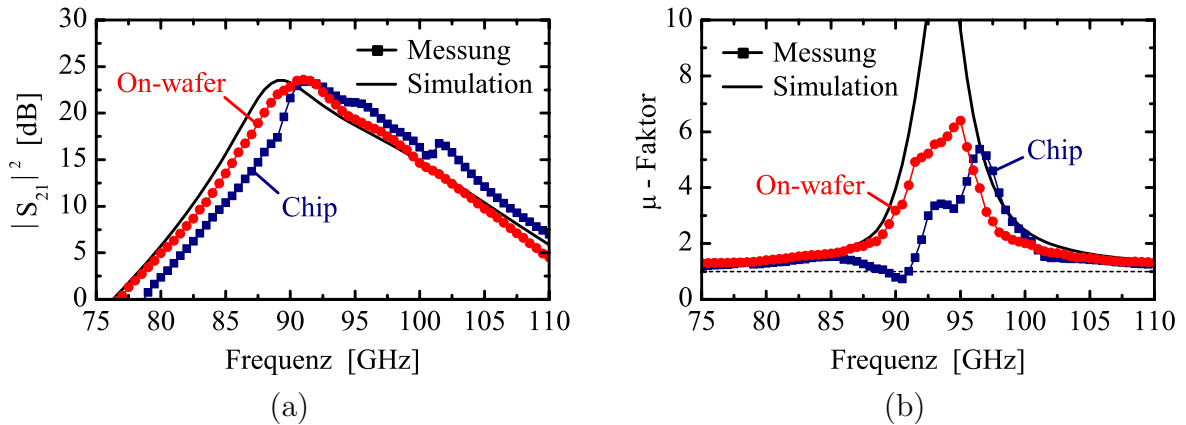 30
25
20
15
10
5
0
| S21 | 2 [dB]
On-wafer
Messung
Simulation
Chip
75 80 85 90 95 100 105 110
Frequenz [GHz]
(a)
10
8
6
4
2
0
μ - Faktor
Messung
Simulation
On-wafer
Chip
75 80 85 90 95 100 105 110
Frequenz [GHz]
(b)